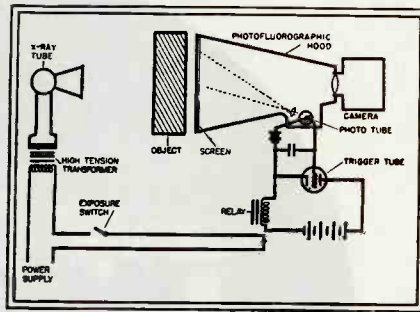 X-RAY
TUBE
PHOTOFLUOROGRAPHIC
HOOD
OBJECT
SCREEN
CAMERA
PHOTO TUBE
HIGH TENSION
TRANSFORMER
TRIGGER TUBE
EXPOSURE
SWITCH
RELAY
POWER
SUPPLY